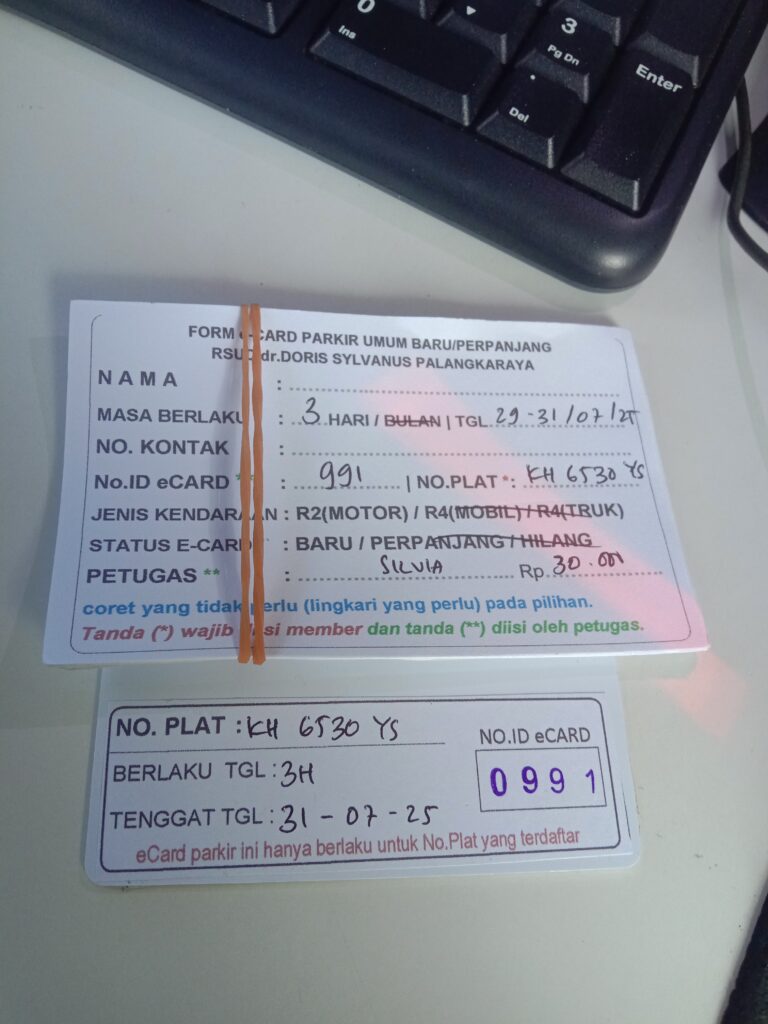 0
Ins
3
Pg Dn
.
Del
Enter
FORM e-CARD PARKIR UMUM BARU/PERPANJANG
RSUD dr.DORIS SYLVANUS PALANGKARAYA
NAMA : 
MASA BERLAKU : 3 HARI / BULAN | TGL 29-31/07/25
NO. KONTAK :
No.ID eCARD ** : 991 | NO.PLAT *: KH 6530 YS
JENIS KENDARAAN : R2(MOTOR) / R4(MOBIL) / R4(TRUK)
STATUS E-CARD : BARU / PERPANJANG / HILANG
PETUGAS ** : SILVIA Rp. 30.000
coret yang tidak perlu (lingkari yang perlu) pada pilihan.
Tanda (*) wajib diisi member dan tanda (**) diisi oleh petugas.
NO. PLAT : KH 6530 YS
NO.ID eCARD
BERLAKU TGL : 3H
0991
TENGGAT TGL : 31-07-25
eCard parkir ini hanya berlaku untuk No.Plat yang terdaftar